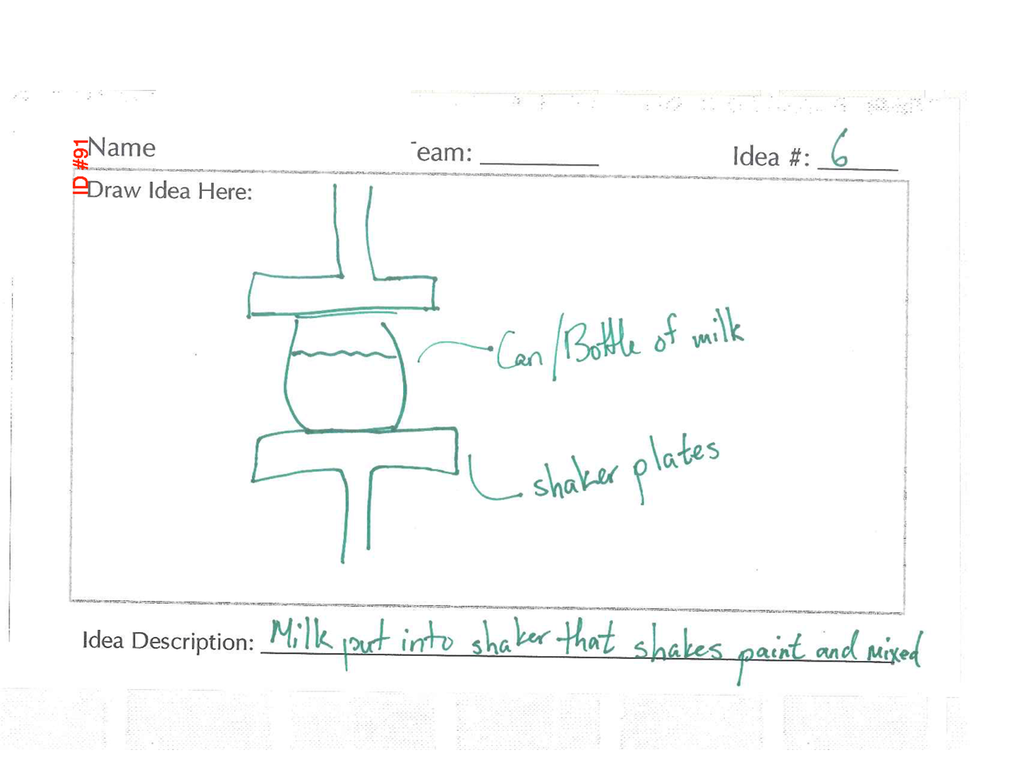 ID #91
Name Team: Idea #: 6
Draw Idea Here:
Can/Bottle of milk
shaker plates
Idea Description: Milk put into shaker that shakes paint and mixed